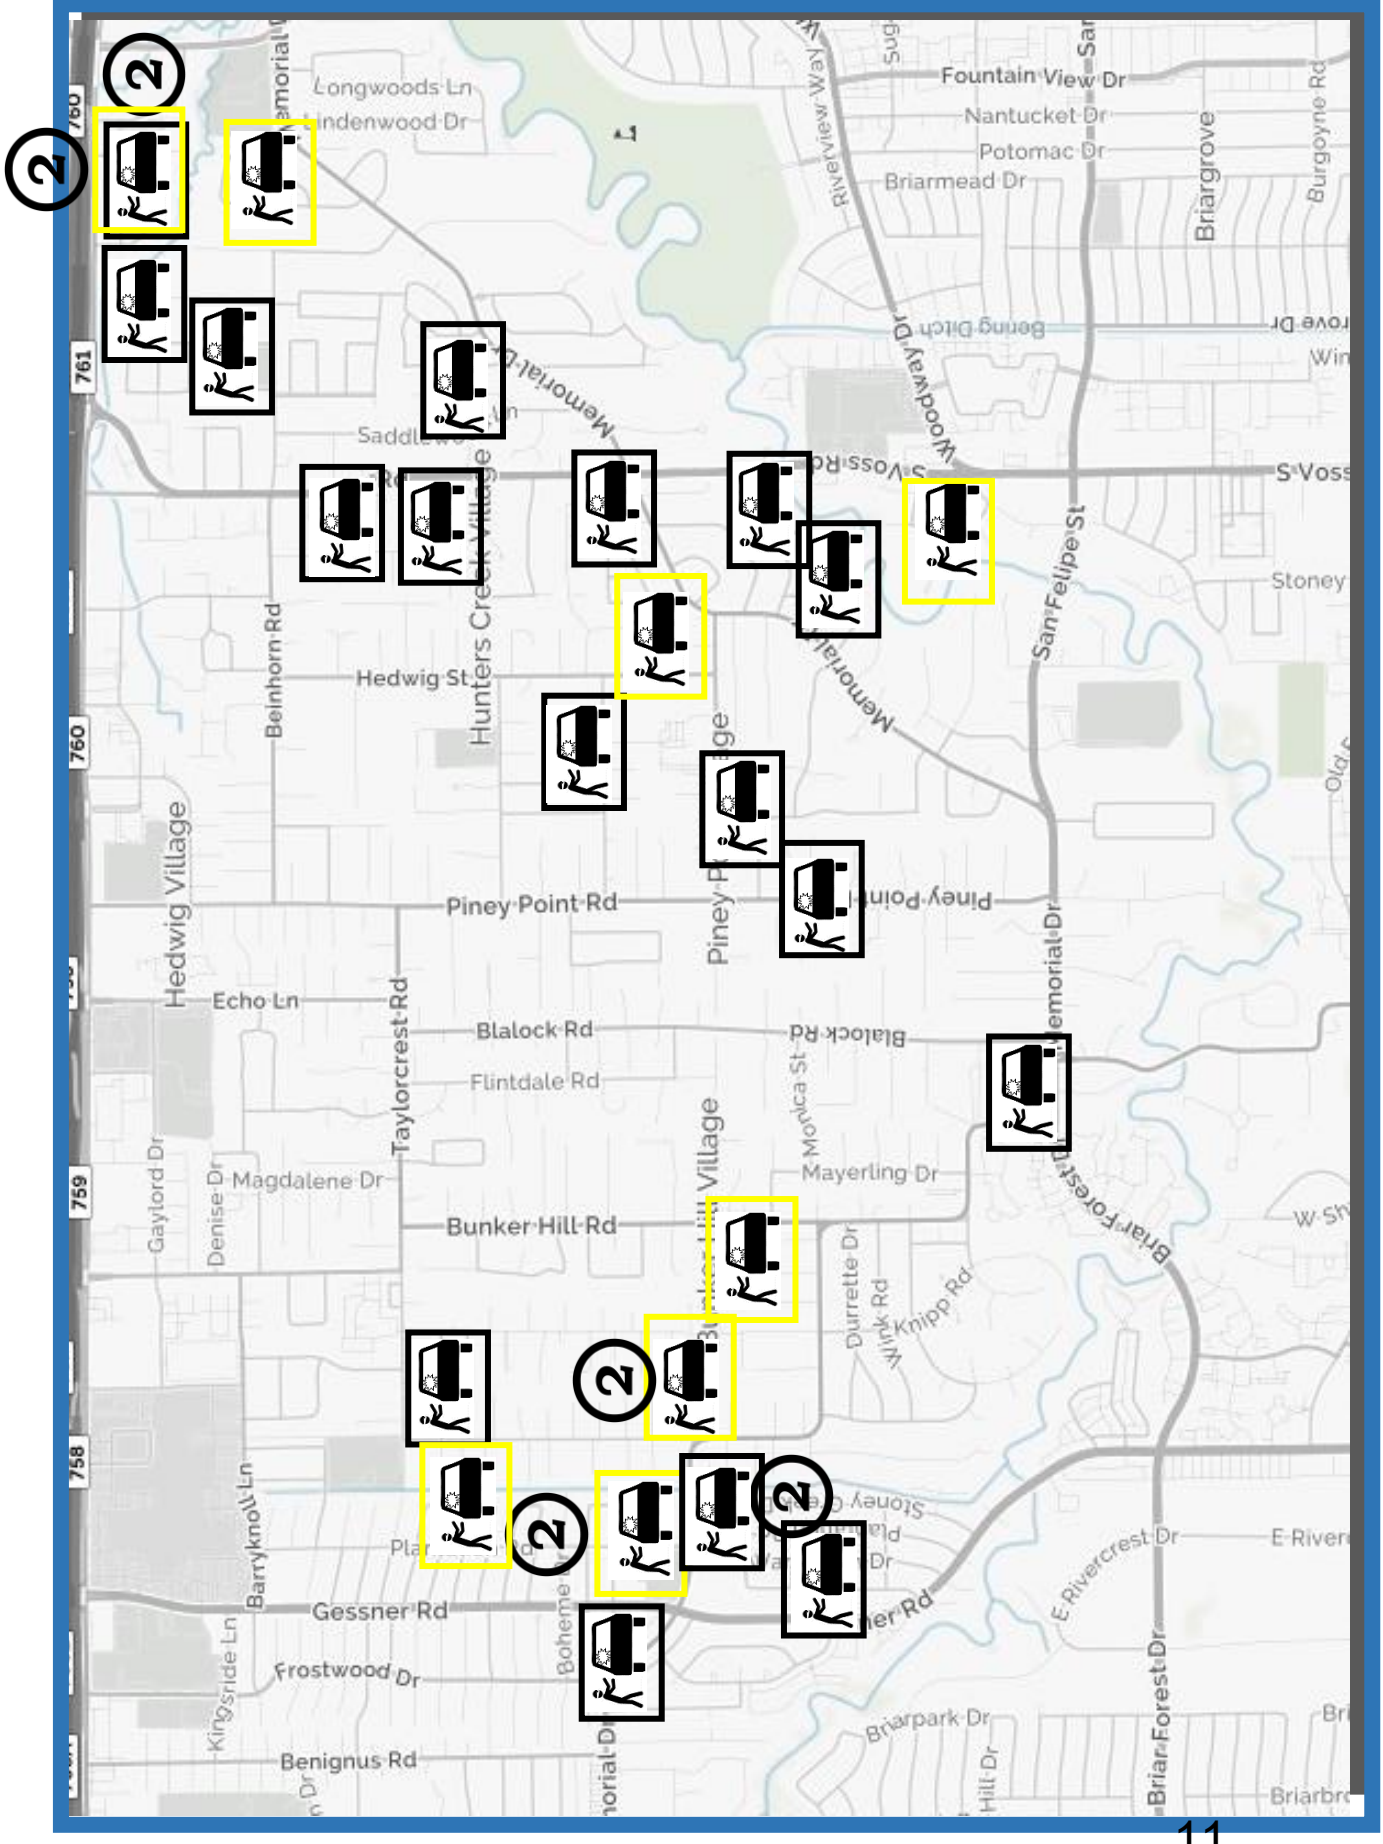 760
761
760
759
758
2
2
2
2
2
Longwoods Ln
Lindenwood Dr
Fountain View Dr
Nantucket Dr
Potomac Dr
Briarmead Dr
Riverview Way
Briargrove
Burgoyne Rd
Bering Ditch
Woodway Dr
Memorial Dr
S Voss Rd
S Voss
San Felipe St
Stoney
Beinhorn Rd
Hunters Creek Village
Hedwig St
Memorial
Hedwig Village
Piney Point Rd
Piney Point
Echo Ln
Taylorcrest Rd
Blalock Rd
Blalock Rd
Flintdale Rd
Monica St
Memorial Dr
Gaylord Dr
Denise Dr
Magdalene Dr
Mayerling Dr
Bunker Hill Village
Bunker Hill Rd
Briar Forest Dr
Durrette Dr
Wink Rd
Knipp Rd
Barryknoll Ln
Gessner Rd
Boheme Dr
E Rivercrest Dr
Kingsride Ln
Frostwood Dr
Briarpark Dr
Benignus Rd
Hill Dr
Briar Forest Dr
11